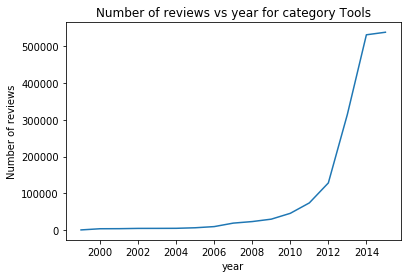 Number of reviews vs year for category Tools
Number of reviews
500000
400000
300000
200000
100000
0
2000 2002 2004 2006 2008 2010 2012 2014
year